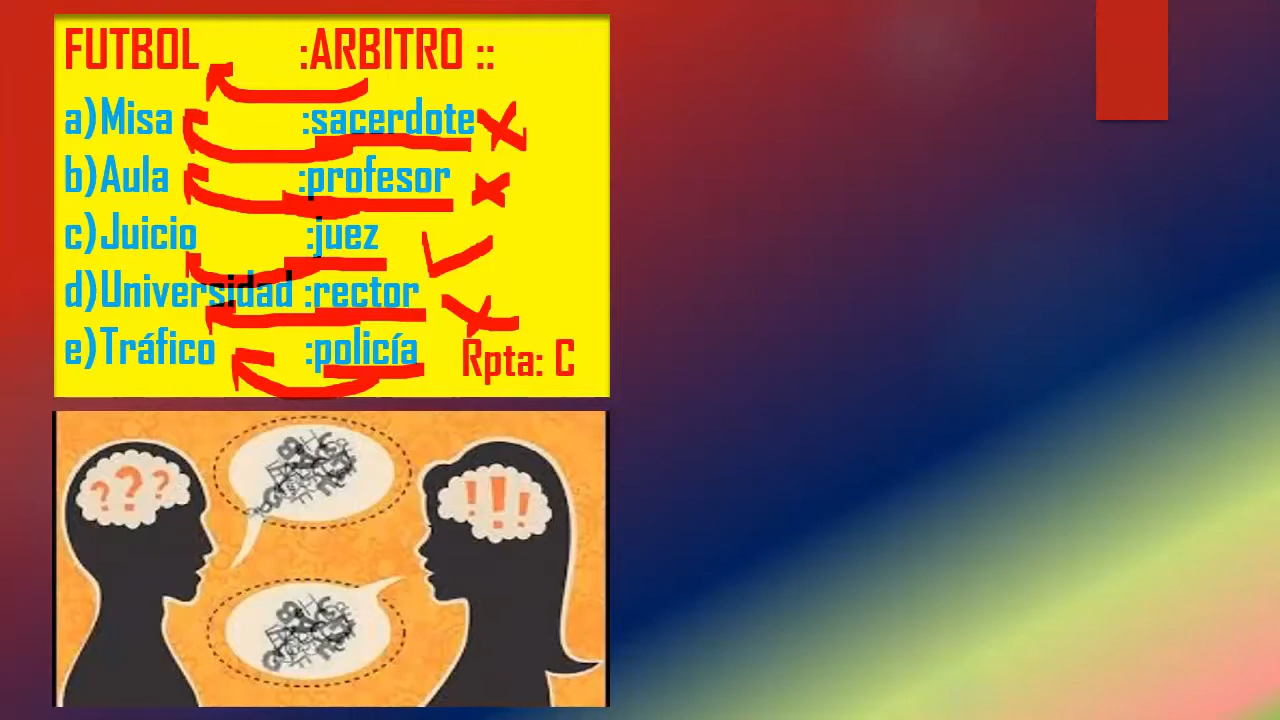 FUTBOL :ARBITRO ::
a)Misa :sacerdote
b)Aula :profesor
c)Juicio :juez
d)Universidad :rector
e)Tráfico :policía
Rpta: C
???
!!!